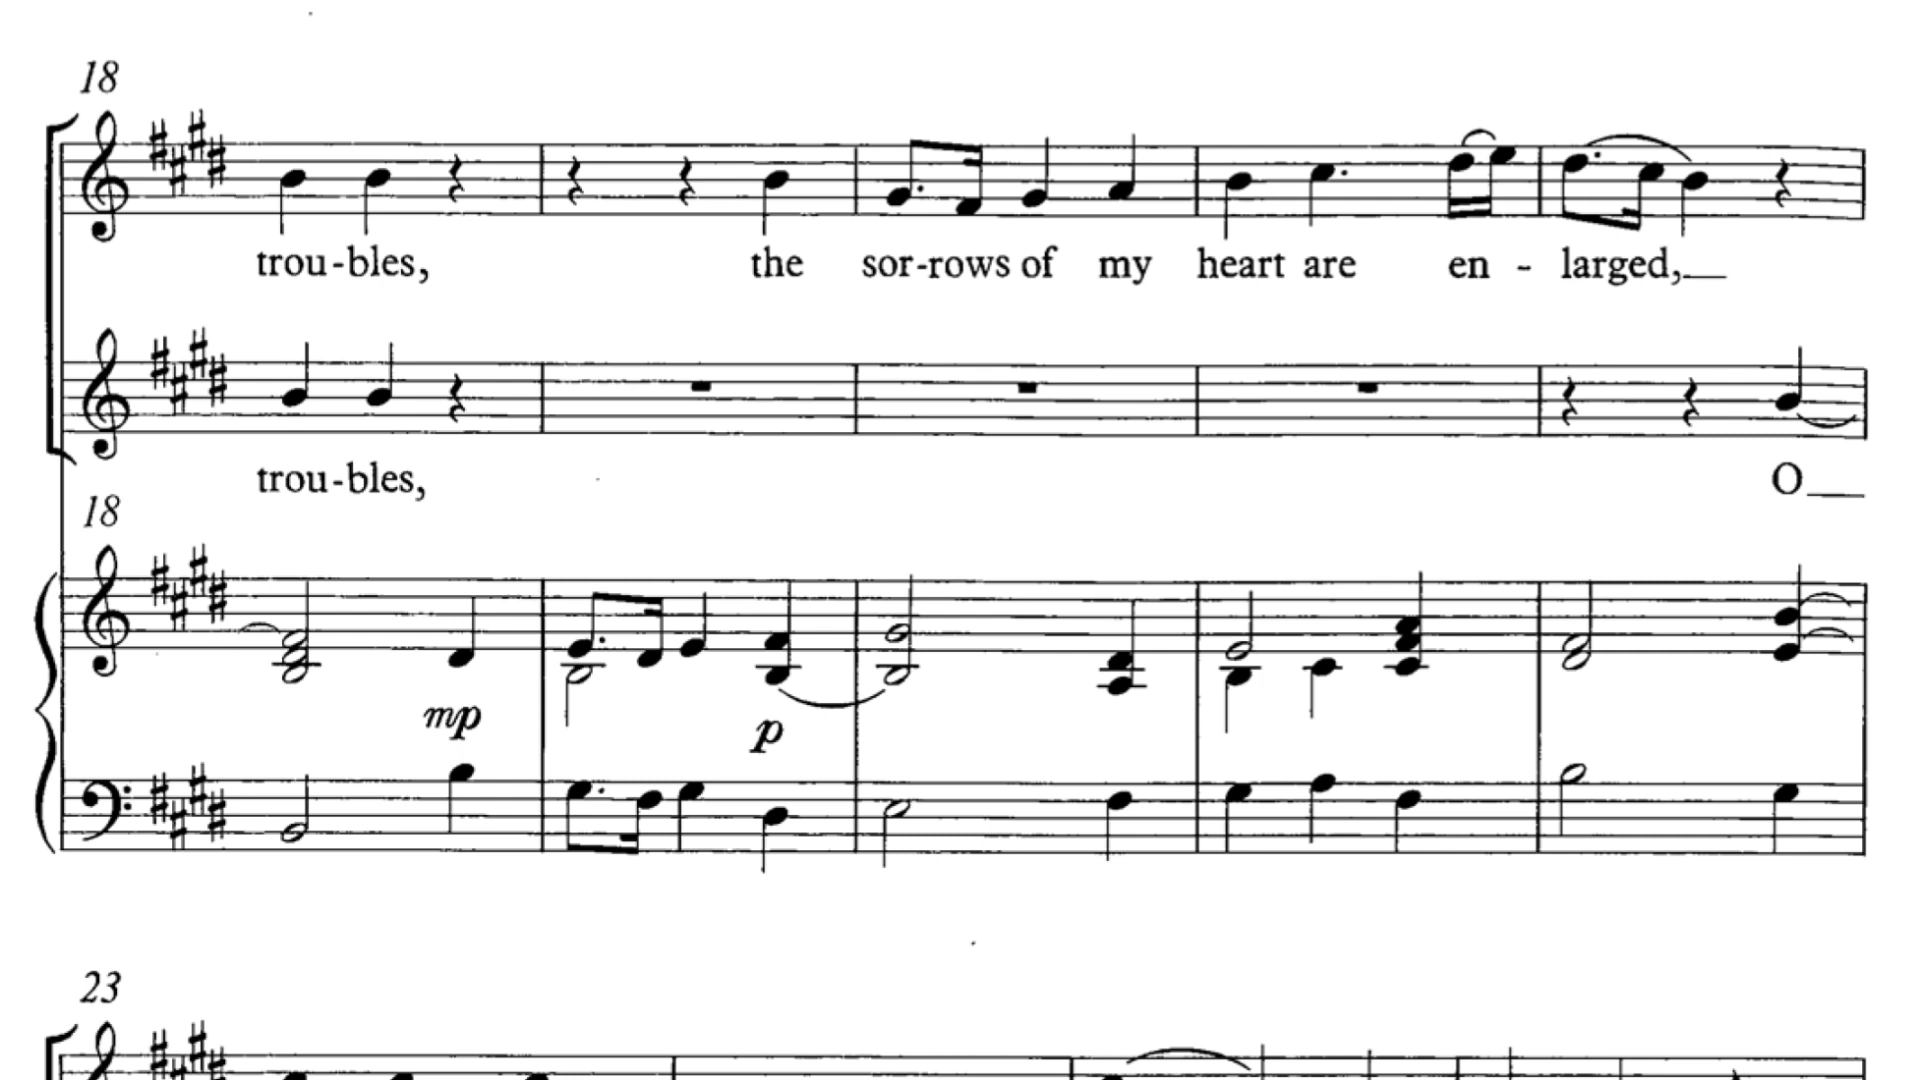 18
trou-bles, the sor-rows of my heart are en - larged,
trou-bles, O
18
mp p
23